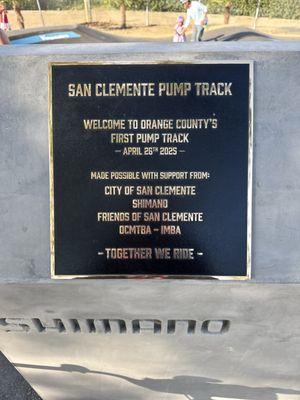 SAN CLEMENTE PUMP TRACK
WELCOME TO ORANGE COUNTY'S
FIRST PUMP TRACK
– APRIL 26TH 2025 –
MADE POSSIBLE WITH SUPPORT FROM:
CITY OF SAN CLEMENTE
SHIMANO
FRIENDS OF SAN CLEMENTE
OCMTBA – IMBA
– TOGETHER WE RIDE –
SHIMANO